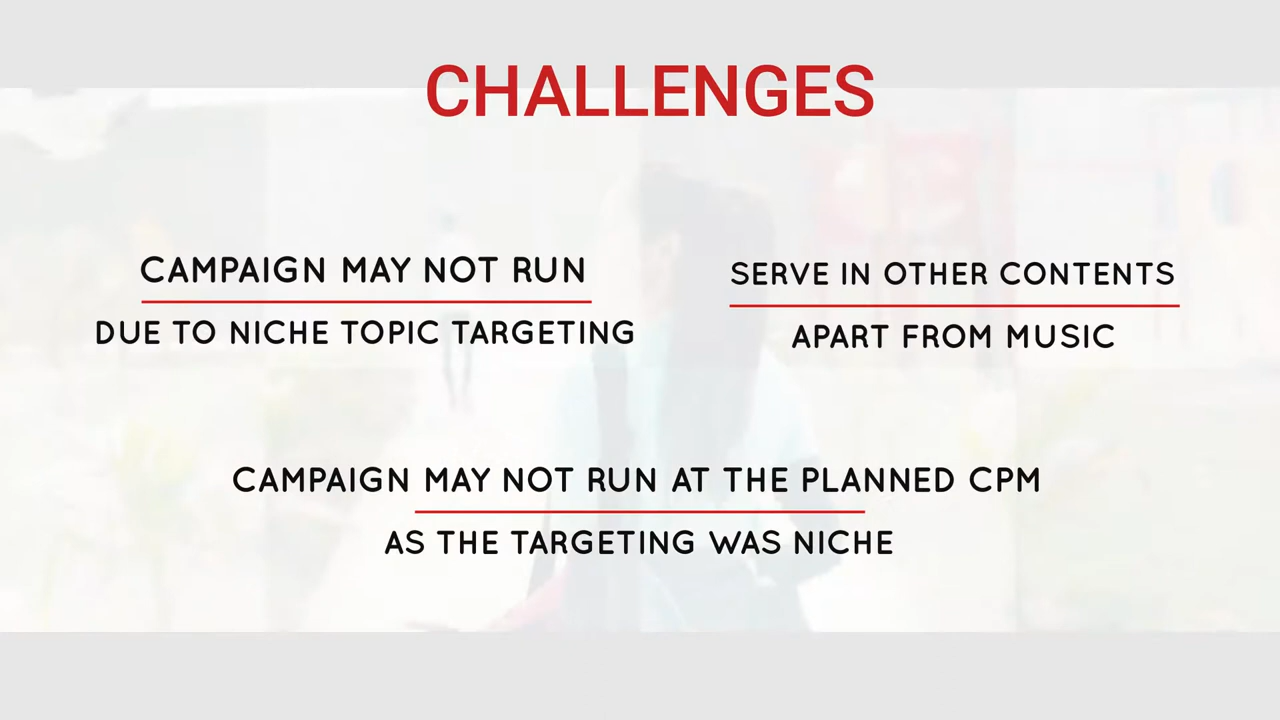 CHALLENGES
CAMPAIGN MAY NOT RUN
DUE TO NICHE TOPIC TARGETING
SERVE IN OTHER CONTENTS
APART FROM MUSIC
CAMPAIGN MAY NOT RUN AT THE PLANNED CPM
AS THE TARGETING WAS NICHE